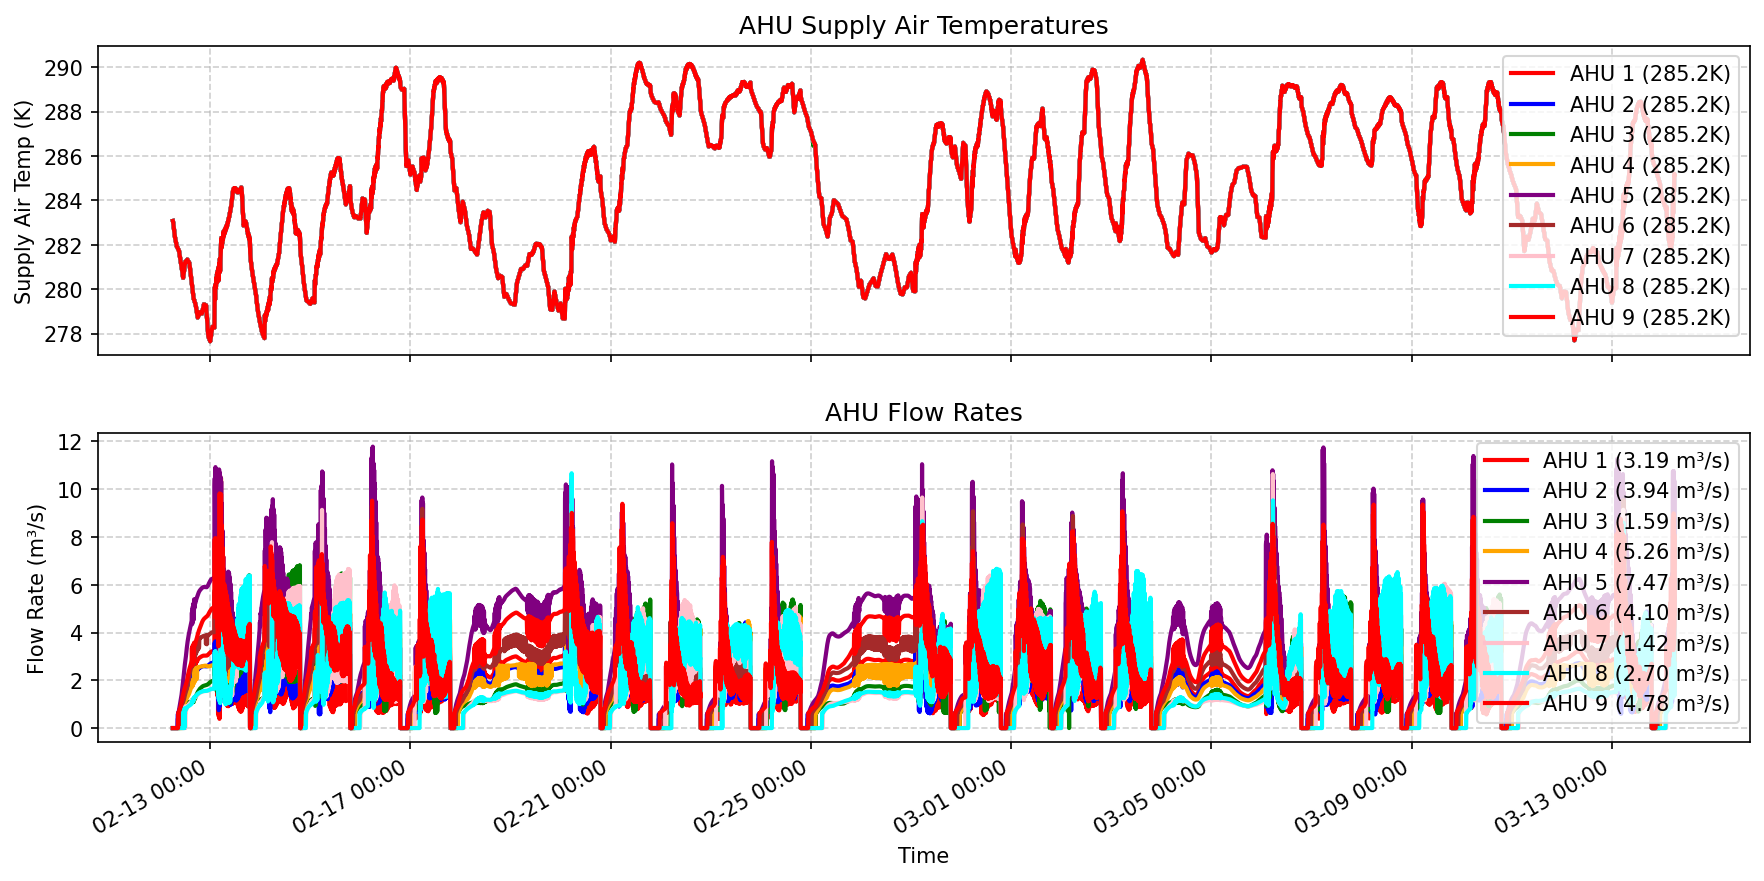 AHU Supply Air Temperatures
Supply Air Temp (K)
290
288
286
284
282
280
278
AHU 1 (285.2K)
AHU 2 (285.2K)
AHU 3 (285.2K)
AHU 4 (285.2K)
AHU 5 (285.2K)
AHU 6 (285.2K)
AHU 7 (285.2K)
AHU 8 (285.2K)
AHU 9 (285.2K)
AHU Flow Rates
Flow Rate (m³/s)
12
10
8
6
4
2
0
AHU 1 (3.19 m³/s)
AHU 2 (3.94 m³/s)
AHU 3 (1.59 m³/s)
AHU 4 (5.26 m³/s)
AHU 5 (7.47 m³/s)
AHU 6 (4.10 m³/s)
AHU 7 (1.42 m³/s)
AHU 8 (2.70 m³/s)
AHU 9 (4.78 m³/s)
02-13 00:00
02-17 00:00
02-21 00:00
02-25 00:00
03-01 00:00
03-05 00:00
03-09 00:00
03-13 00:00
Time